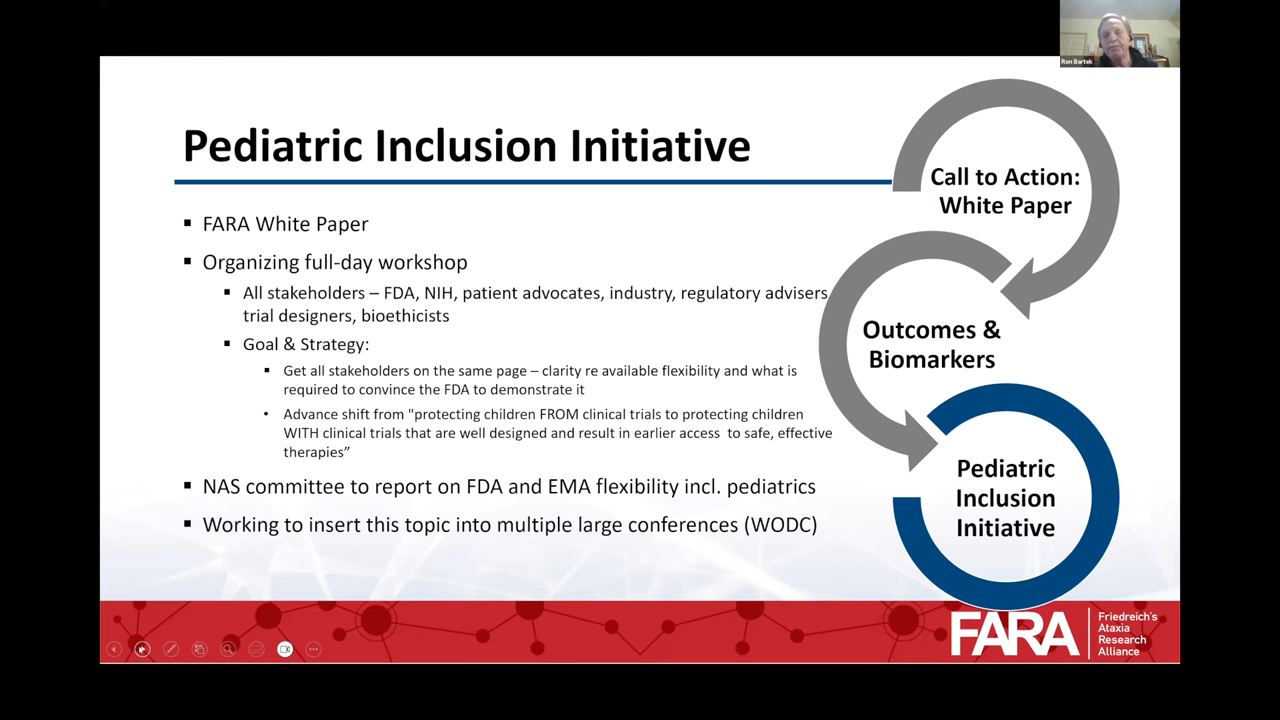 Ron Bartek
Pediatric Inclusion Initiative
▪ FARA White Paper
▪ Organizing full-day workshop
▪ All stakeholders – FDA, NIH, patient advocates, industry, regulatory advisers
trial designers, bioethicists
▪ Goal & Strategy:
▪ Get all stakeholders on the same page – clarity re available flexibility and what is
required to convince the FDA to demonstrate it
• Advance shift from "protecting children FROM clinical trials to protecting children
WITH clinical trials that are well designed and result in earlier access to safe, effective
therapies”
▪ NAS committee to report on FDA and EMA flexibility incl. pediatrics
▪ Working to insert this topic into multiple large conferences (WODC)
Call to Action:
White Paper
Outcomes &
Biomarkers
Pediatric
Inclusion
Initiative
FARA
Friedreich's
Ataxia
Research
Alliance